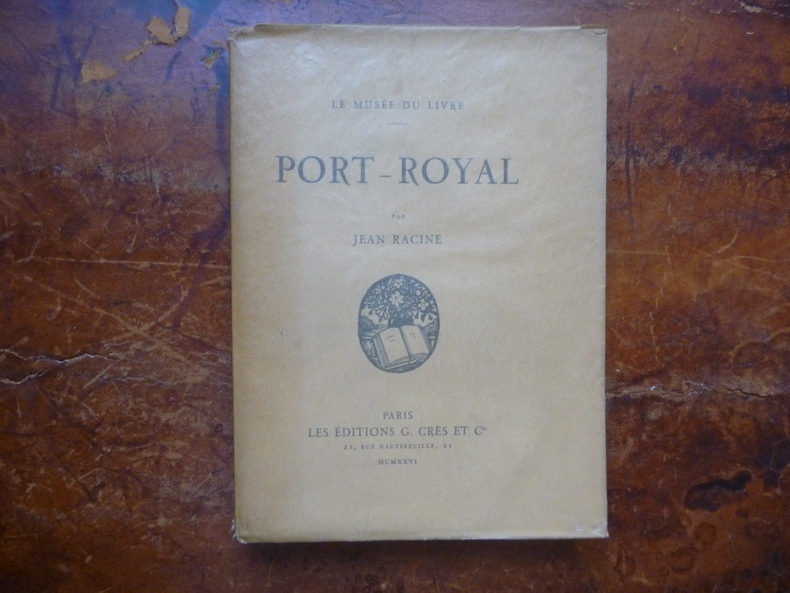 LE MUSÉE DU LIVRE
PORT-ROYAL
PAR
JEAN RACINE
PARIS
LES ÉDITIONS G. CRÈS ET Cie
21, RUE HAUTEFEUILLE, 21
MCMXXVI